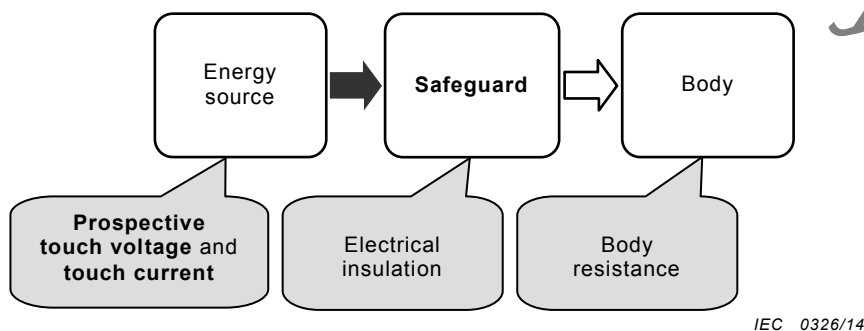 Energy
source
Safeguard
Body
Prospective
touch voltage and
touch current
Electrical
insulation
Body
resistance
IEC 0326/14